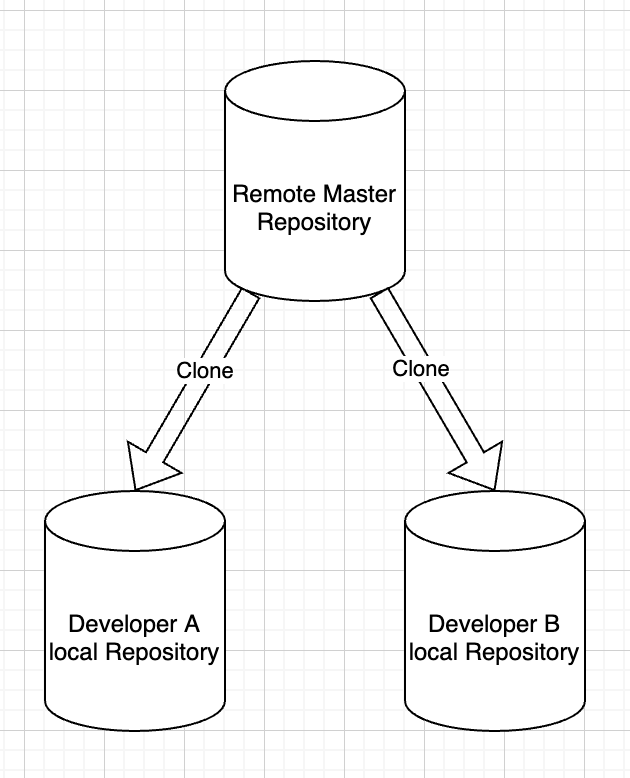 Remote Master
Repository
Clone
Clone
Developer A
local Repository
Developer B
local Repository